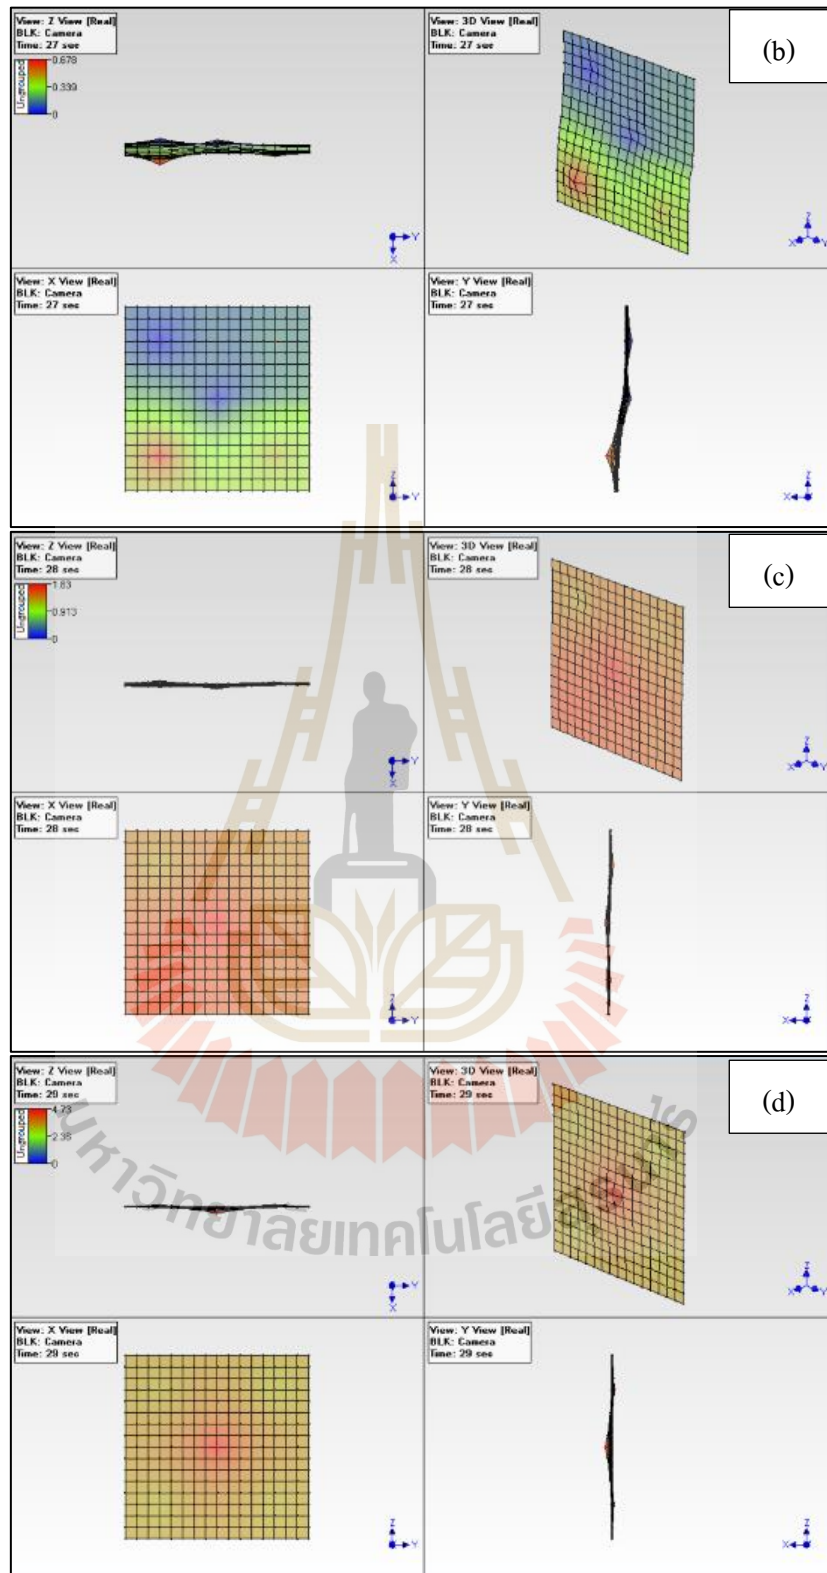 View: Z View [Real]
BLK: Camera
Time: 27 sec
Ungrouped
0.678
0.339
0
Y
X
View: 3D View [Real]
BLK: Camera
Time: 27 sec
(b)
Z
X Y
View: X View [Real]
BLK: Camera
Time: 27 sec
Z
Y
View: Y View [Real]
BLK: Camera
Time: 27 sec
Z
X
View: Z View [Real]
BLK: Camera
Time: 28 sec
Ungrouped
1.83
0.913
0
Y
X
View: 3D View [Real]
BLK: Camera
Time: 28 sec
(c)
Z
X Y
View: X View [Real]
BLK: Camera
Time: 28 sec
Z
Y
View: Y View [Real]
BLK: Camera
Time: 28 sec
Z
X
View: Z View [Real]
BLK: Camera
Time: 29 sec
Ungrouped
4.73
2.36
0
Y
X
View: 3D View [Real]
BLK: Camera
Time: 29 sec
(d)
Z
X Y
มหาวิทยาลัยเทคโนโลยีสุรนารี
View: X View [Real]
BLK: Camera
Time: 29 sec
Z
Y
View: Y View [Real]
BLK: Camera
Time: 29 sec
Z
X